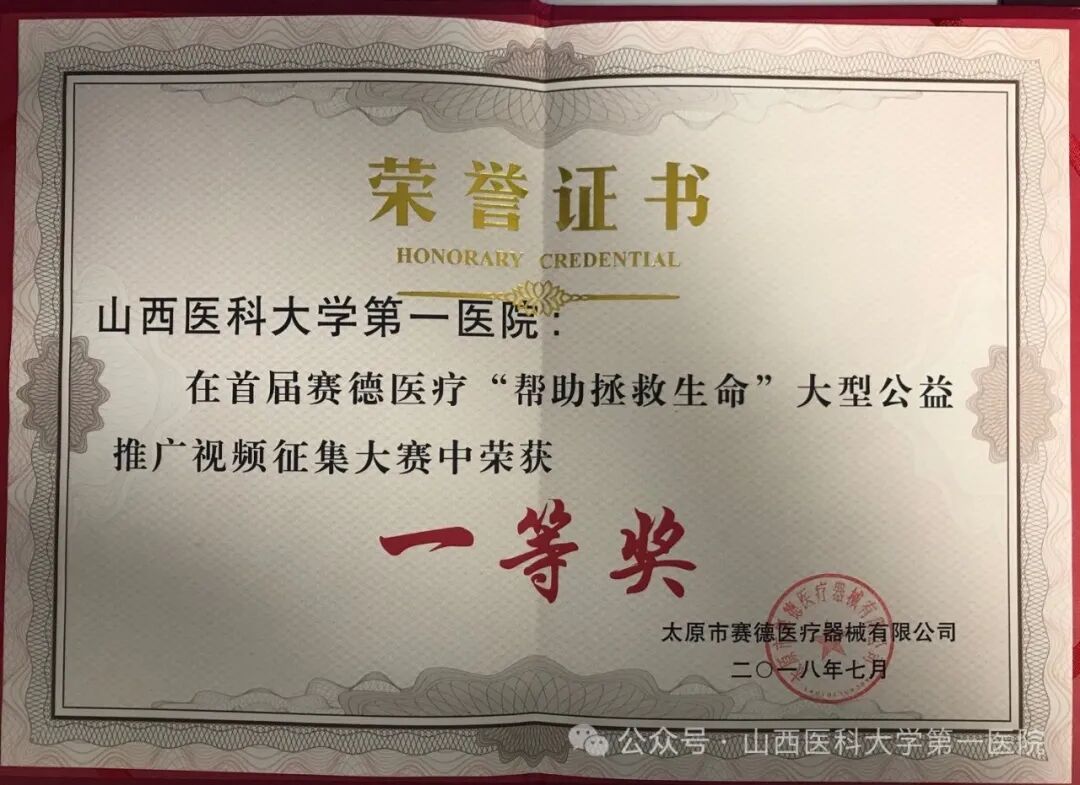 荣誉证书
HONORARY CREDENTIAL
山西医科大学第一医院：
在首届赛德医疗“帮助拯救生命”大型公益
推广视频征集大赛中荣获
一等奖
太原市赛德医疗器械有限公司
二〇一八年七月
公众号·山西医科大学第一医院